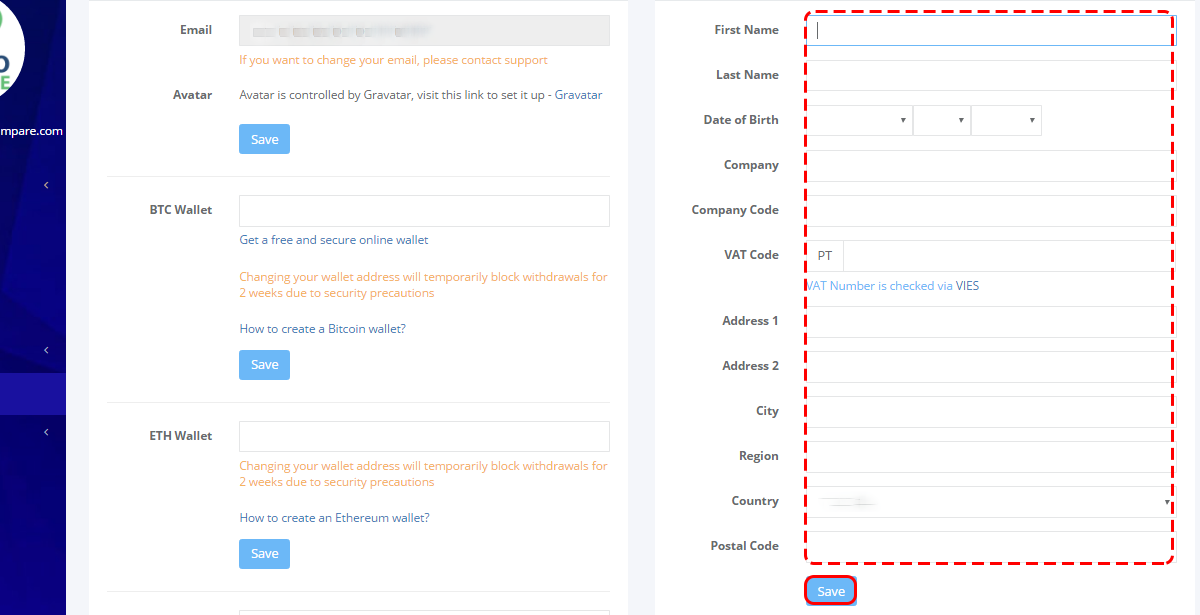 mpare.com
Email
If you want to change your email, please contact support
Avatar
Avatar is controlled by Gravatar, visit this link to set it up - Gravatar
Save
BTC Wallet
Get a free and secure online wallet
Changing your wallet address will temporarily block withdrawals for
2 weeks due to security precautions
How to create a Bitcoin wallet?
Save
ETH Wallet
Changing your wallet address will temporarily block withdrawals for
2 weeks due to security precautions
How to create an Ethereum wallet?
Save
First Name
Last Name
Date of Birth
Company
Company Code
VAT Code
PT
VAT Number is checked via VIES
Address 1
Address 2
City
Region
Country
Postal Code
Save